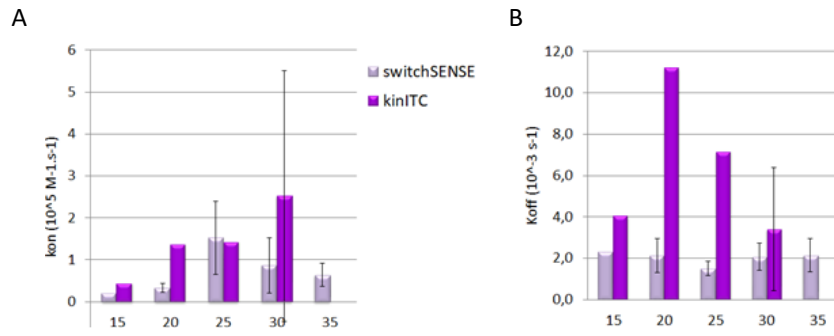 A
B
6
5
4
3
2
1
0
kon (10^5 M-1.s-1)
15 20 25 30 35
switchSENSE
kinITC
12,0
10,0
8,0
6,0
4,0
2,0
0,0
Koff (10^-3 s-1)
15 20 25 30 35